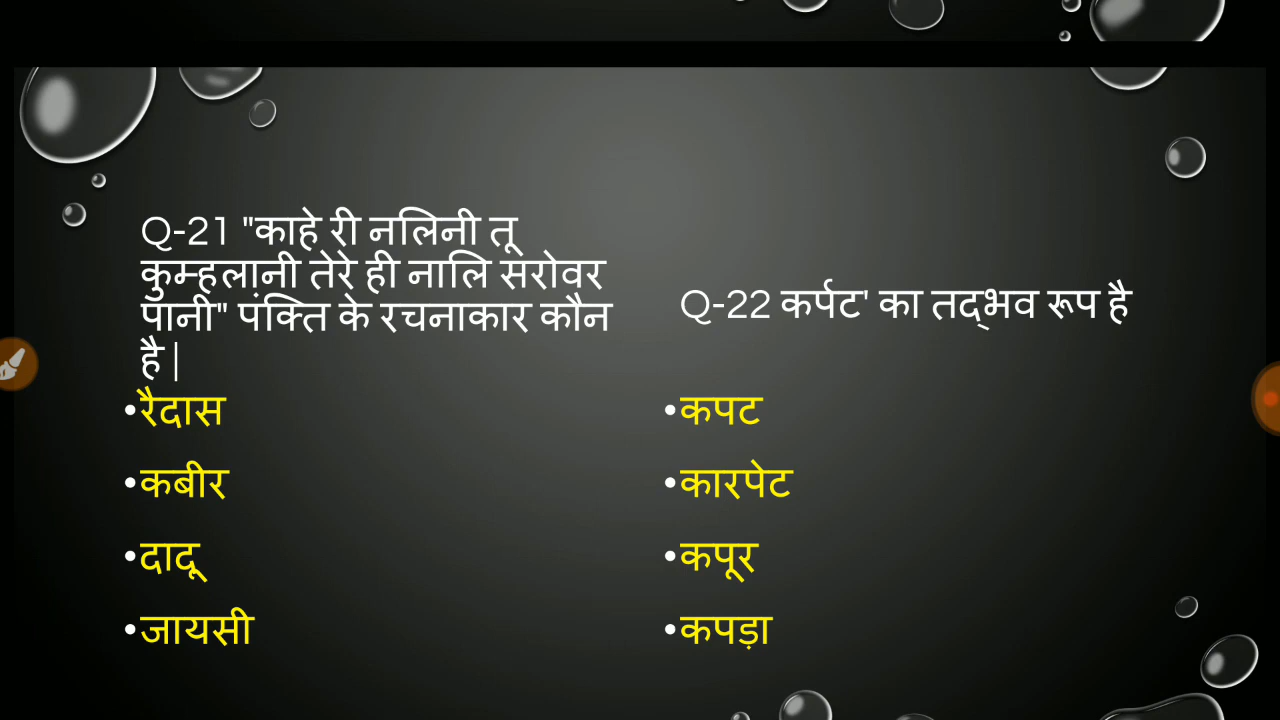 Q-21 "काहे री नलिनी तू
कुम्हलानी तेरे ही नालि सरोवर
पानी" पंक्ति के रचनाकार कौन
है|
•रैदास
•कबीर
•दादू
•जायसी
Q-22 कर्पट' का तद्भव रूप है
•कपट
•कारपेट
•कपूर
•कपड़ा